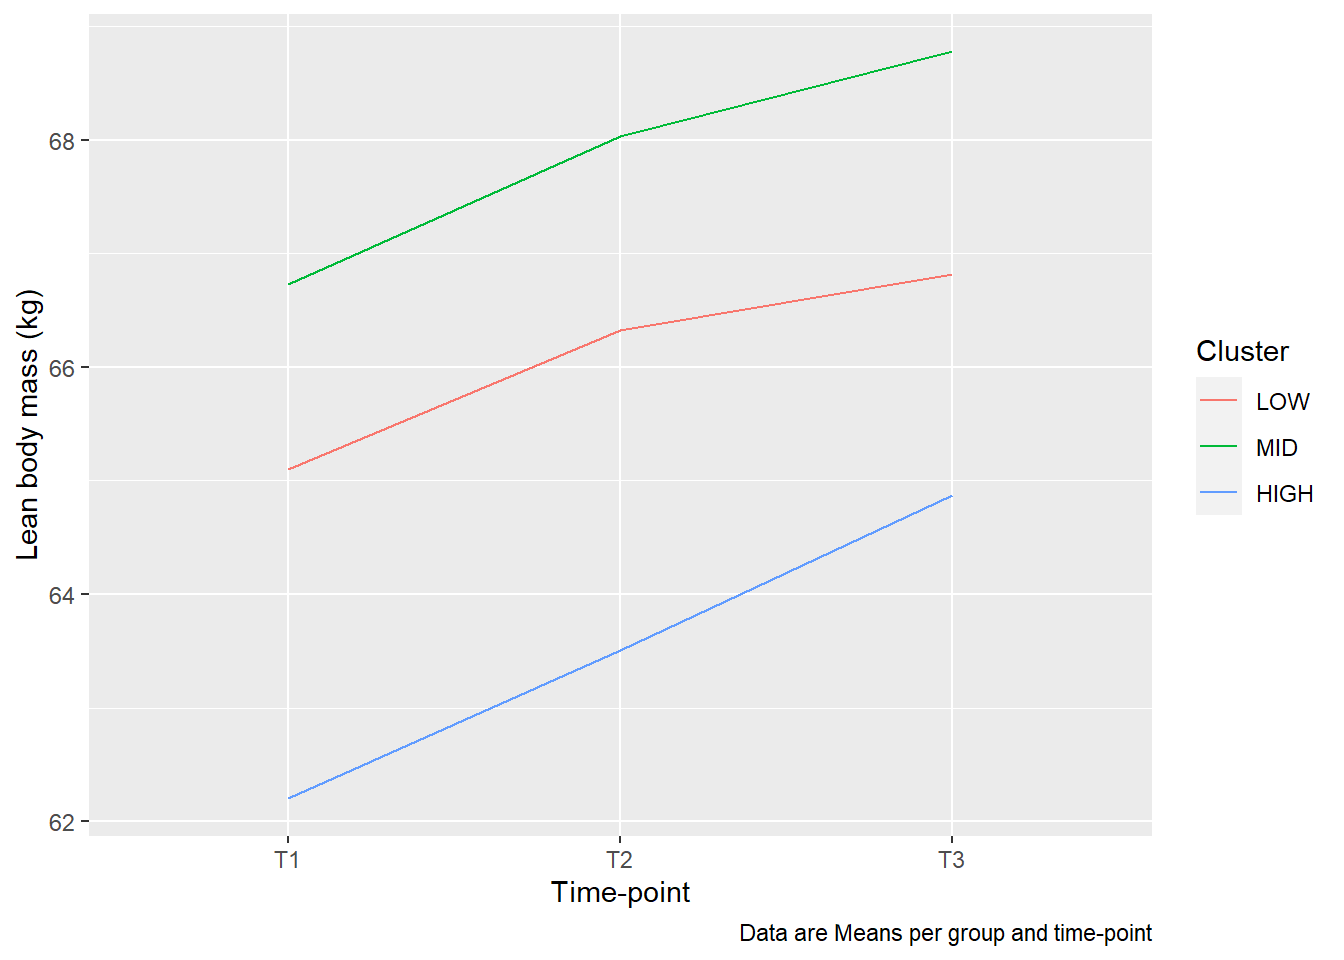 Lean body mass (kg)
68
66
64
62
T1
T2
T3
Time-point
Data are Means per group and time-point
Cluster
LOW
MID
HIGH